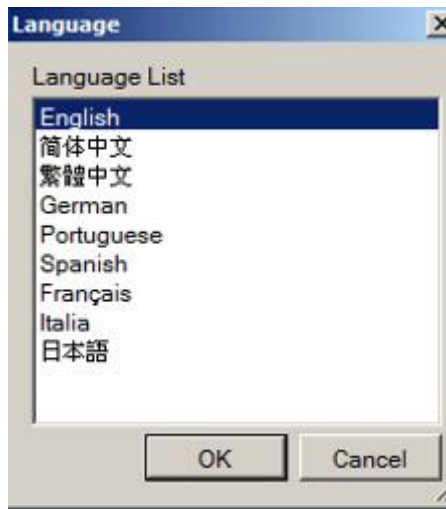 Language
Language List
English
简体中文
繁體中文
German
Portuguese
Spanish
Français
Italia
日本語
OK
Cancel